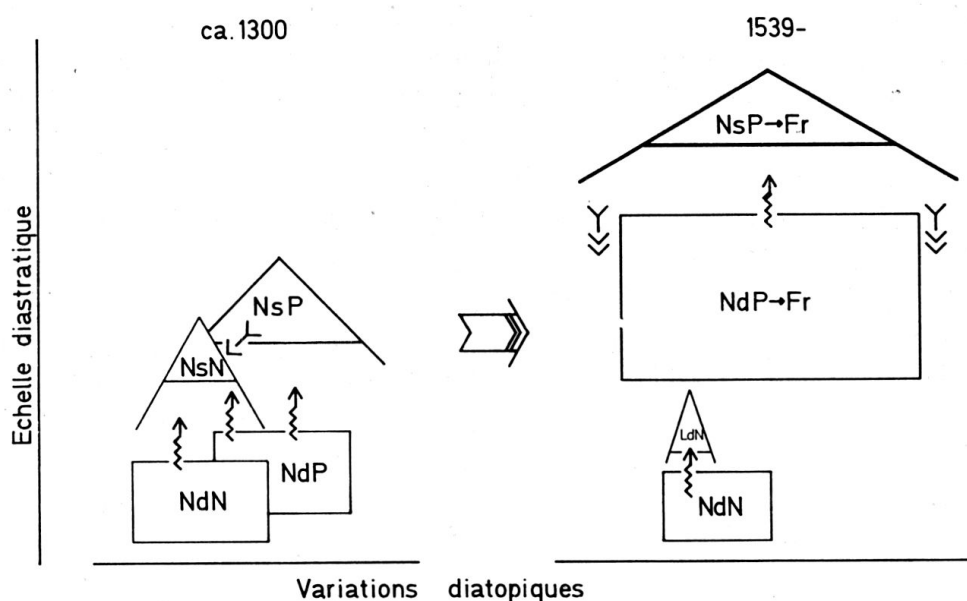 ca.1300
1539-
Echelle diastratique
NsP→Fr
NsP
NdP→Fr
NsN
LdN
NdP
NdN
NdN
Variations diatopiques